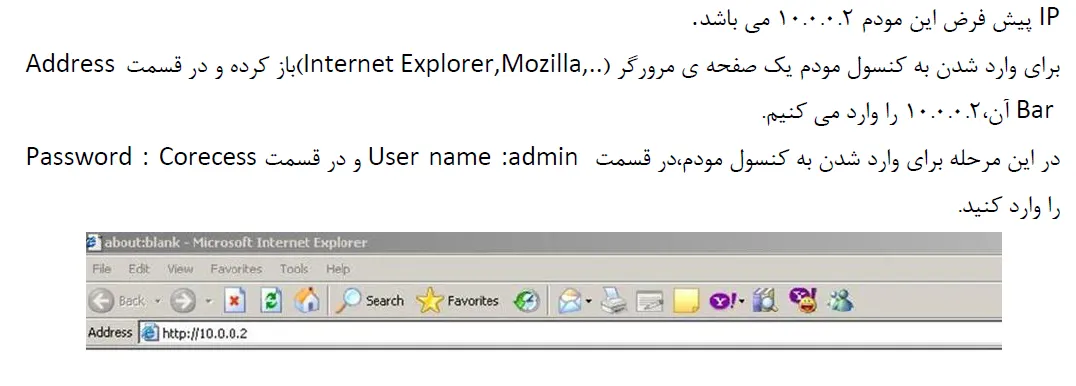 IP پیش فرض این مودم ۱۰.۰.۰.۲ می باشد.
برای وارد شدن به کنسول مودم یک صفحه ی مرورگر (Internet Explorer,Mozilla,..)باز کرده و در قسمت Address
Bar آن،۱۰.۰.۰.۲ را وارد می کنیم.
در این مرحله برای وارد شدن به کنسول مودم،در قسمت User name :admin و در قسمت Password : Corecess
را وارد کنید.
about:blank - Microsoft Internet Explorer
File Edit View Favorites Tools Help
Back Search Favorites
Address http://10.0.0.2